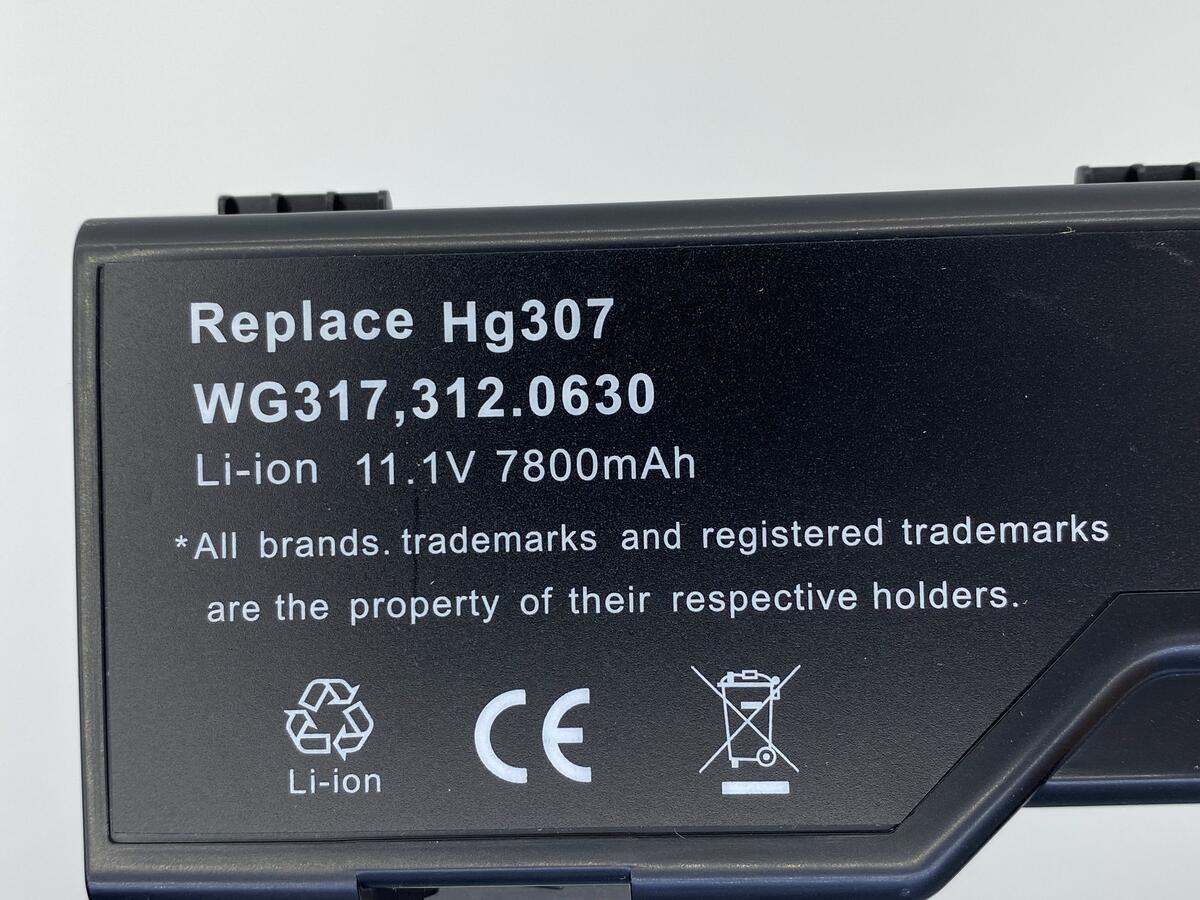 Replace Hg307
WG317,312.0630
Li-ion 11.1V 7800mAh
*All brands. trademarks and registered trademarks
are the property of their respective holders.
Li-ion
CE